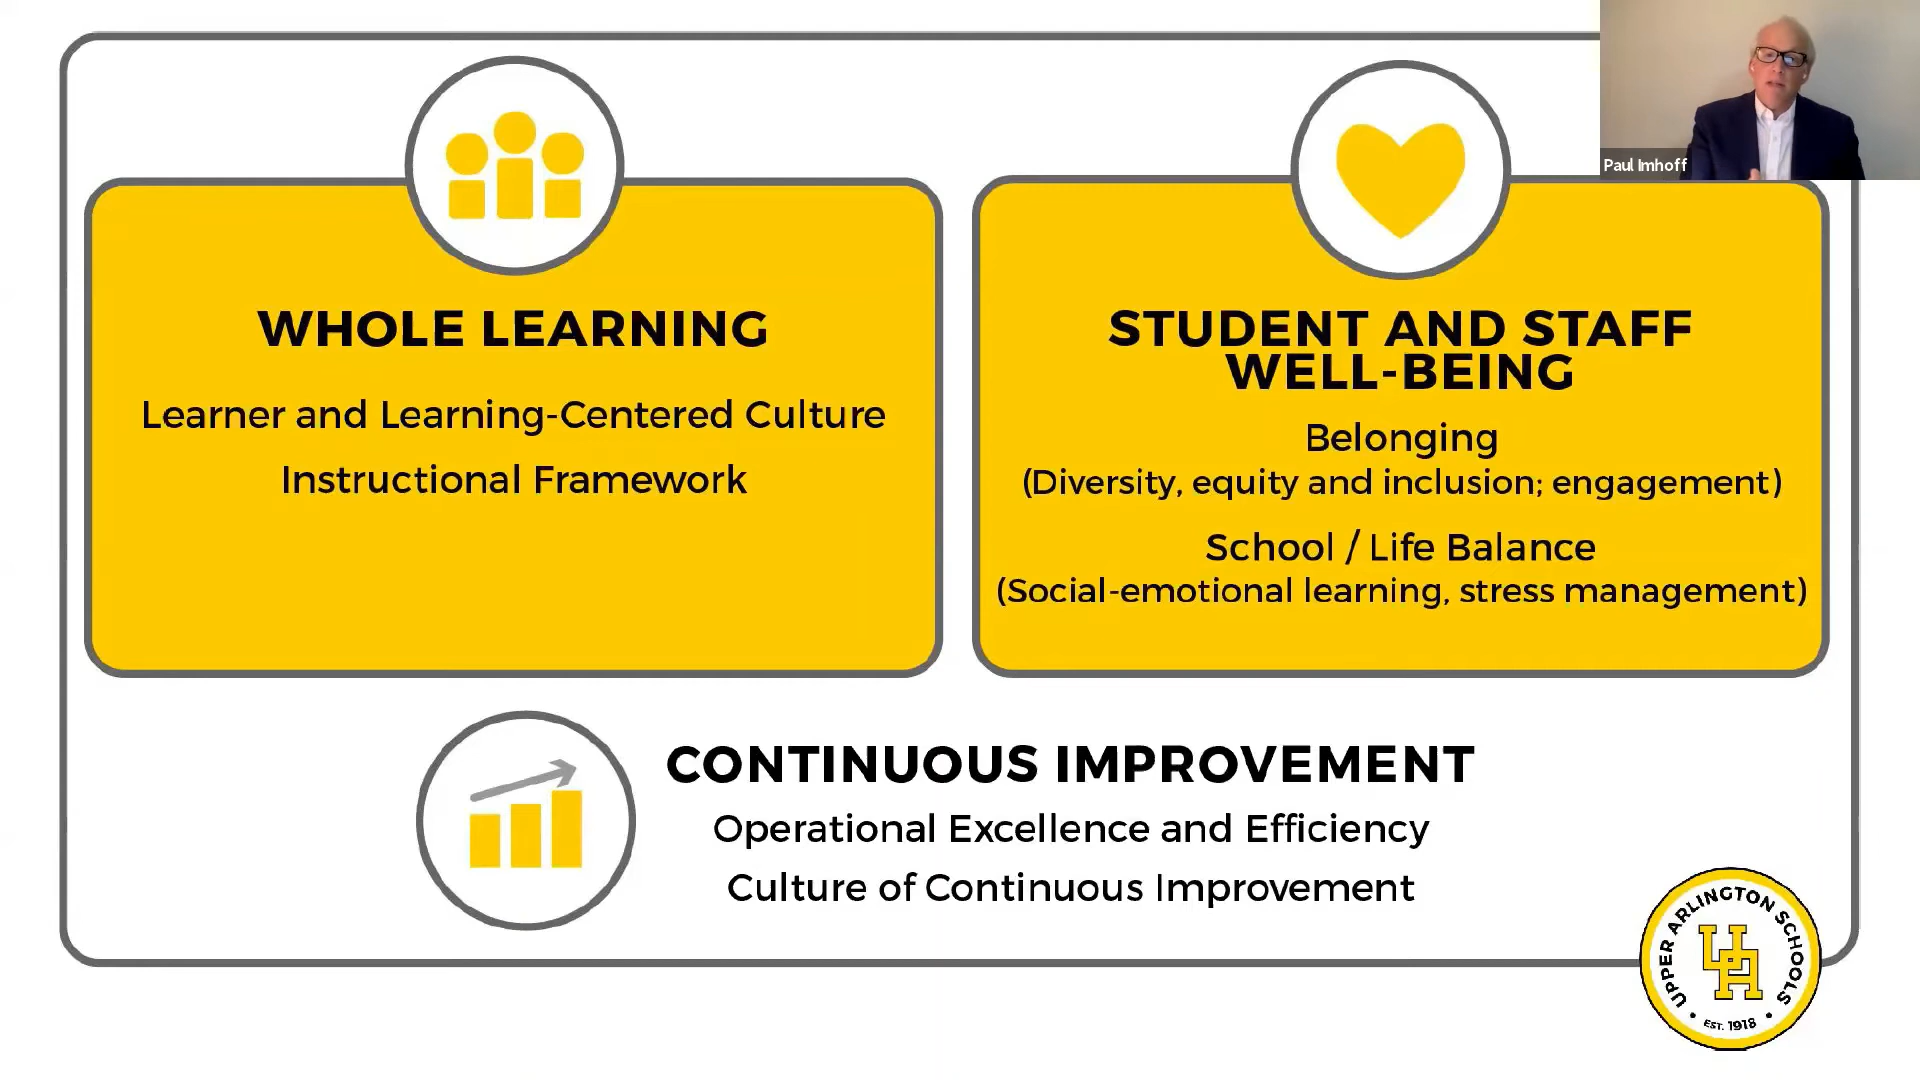 Paul Imhoff
WHOLE LEARNING
Learner and Learning-Centered Culture
Instructional Framework
STUDENT AND STAFF
WELL-BEING
Belonging
(Diversity, equity and inclusion; engagement)
School / Life Balance
(Social-emotional learning, stress management)
CONTINUOUS IMPROVEMENT
Operational Excellence and Efficiency
Culture of Continuous Improvement
UPPER ARLINGTON SCHOOLS
UA
• EST. 1918 •